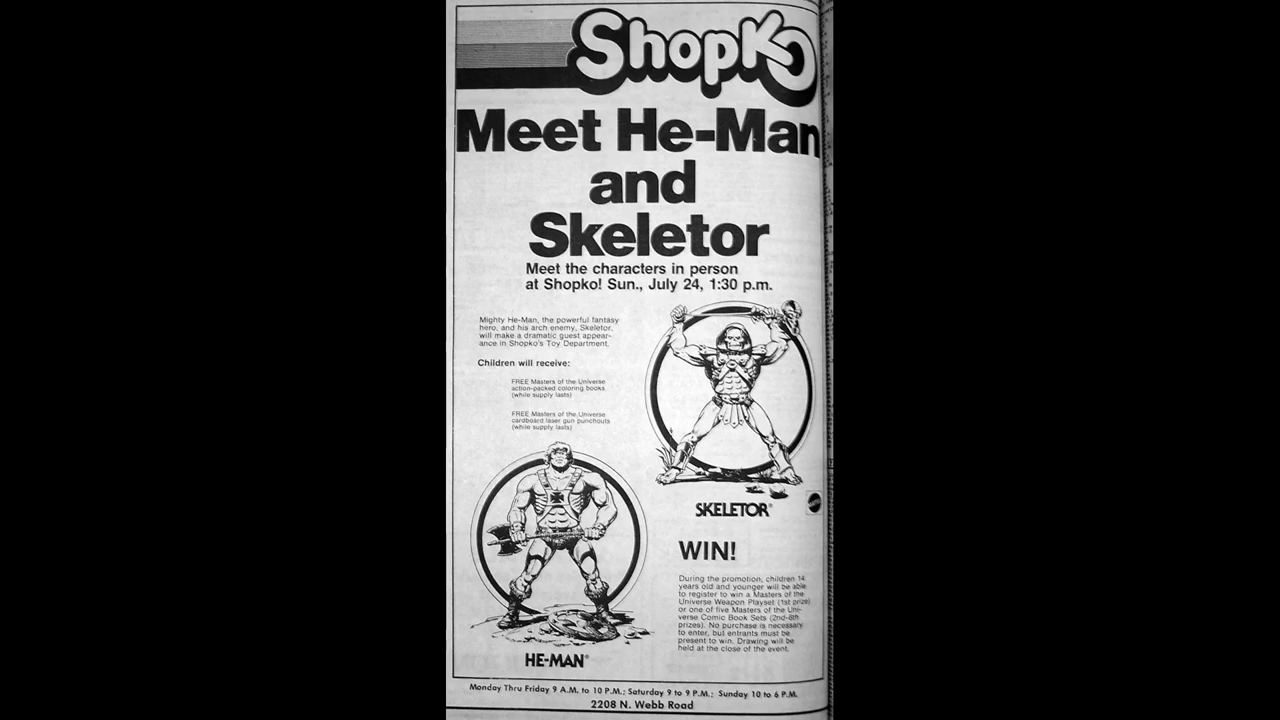 ShopKo
Meet He-Man
and
Skeletor
Meet the characters in person
at Shopko! Sun., July 24, 1:30 p.m.
Mighty He-Man, the powerful fantasy
hero, and his arch enemy, Skeletor,
will make a dramatic guest appear-
ance in Shopko's Toy Department.
Children will receive:
FREE Masters of the Universe
action-packed coloring books
(while supply lasts)
FREE Masters of the Universe
cardboard laser gun punchouts
(while supply lasts)
SKELETOR®
HE-MAN®
WIN!
During the promotion, children 14
years old and younger will be able
to register to win a Masters of the
Universe Weapon Playset (1st prize)
or one of five Masters of the Uni-
verse Comic Book Sets (2nd-6th
prizes). No purchase is necessary
to enter, but entrants must be
present to win. Drawing will be
held at the close of the event.
Monday Thru Friday 9 A.M. to 10 P.M.; Saturday 9 to 9 P.M.; Sunday 10 to 6 P.M.
2208 N. Webb Road